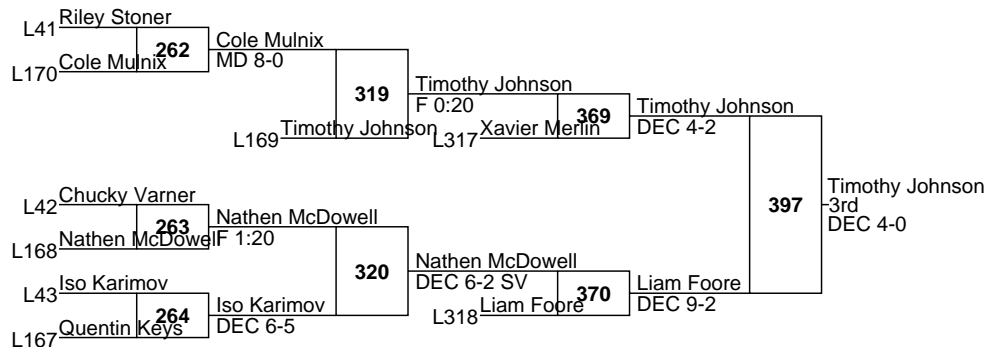 L41 Riley Stoner
262
L170 Cole Mulnix
Cole Mulnix
MD 8-0
319
L169 Timothy Johnson
Timothy Johnson
F 0:20
369
L317 Xavier Merlin
Timothy Johnson
DEC 4-2
L42 Chucky Varner
263
L168 Nathen McDowell
Nathen McDowell
F 1:20
L43 Iso Karimov
264
L167 Quentin Keys
Iso Karimov
DEC 6-5
320
Nathen McDowell
DEC 6-2 SV
370
L318 Liam Foore
Liam Foore
DEC 9-2
397
Timothy Johnson
3rd
DEC 4-0